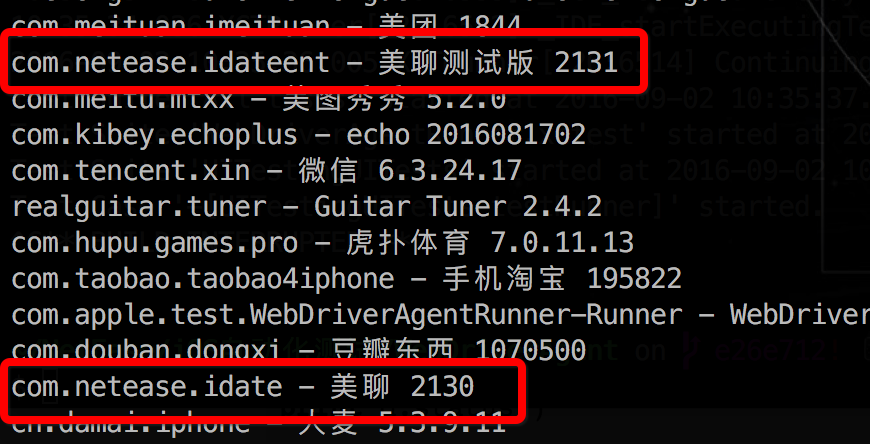 com.meituan.imeituan - 美团 1844
com.netease.idateent - 美聊测试版 2131
com.meitu.mtxx - 美图秀秀 5.2.0
com.kibey.echoplus - echo 2016081702
com.tencent.xin - 微信 6.3.24.17
realguitar.tuner - Guitar Tuner 2.4.2
com.hupu.games.pro - 虎扑体育 7.0.11.13
com.taobao.taobao4iphone - 手机淘宝 195822
com.apple.test.WebDriverAgentRunner-Runner - WebDriver
com.douban.dongxi - 豆瓣东西 1070500
com.netease.idate - 美聊 2130
cn.damai.iphone - 大麦 5.3.9.11